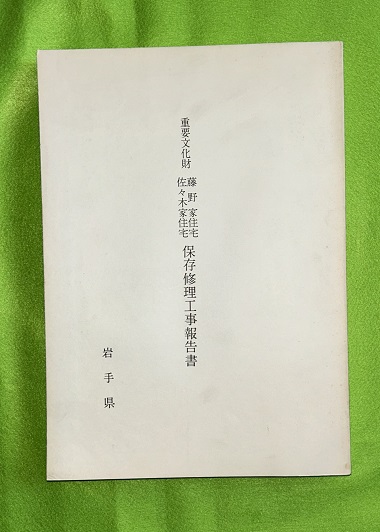 重要文化財
藤野家住宅
佐々木家住宅
保存修理工事報告書
岩手県